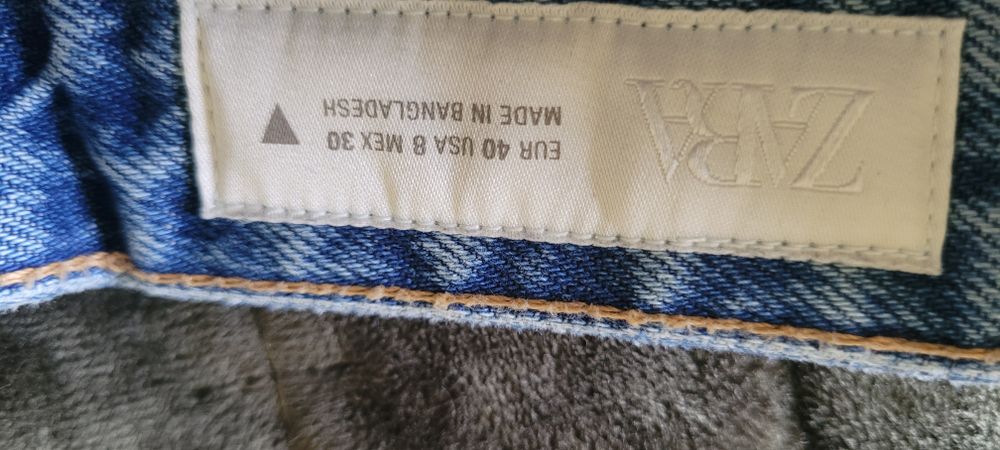 ZARA
EUR 40 USA 8 MEX 30
MADE IN BANGLADESH